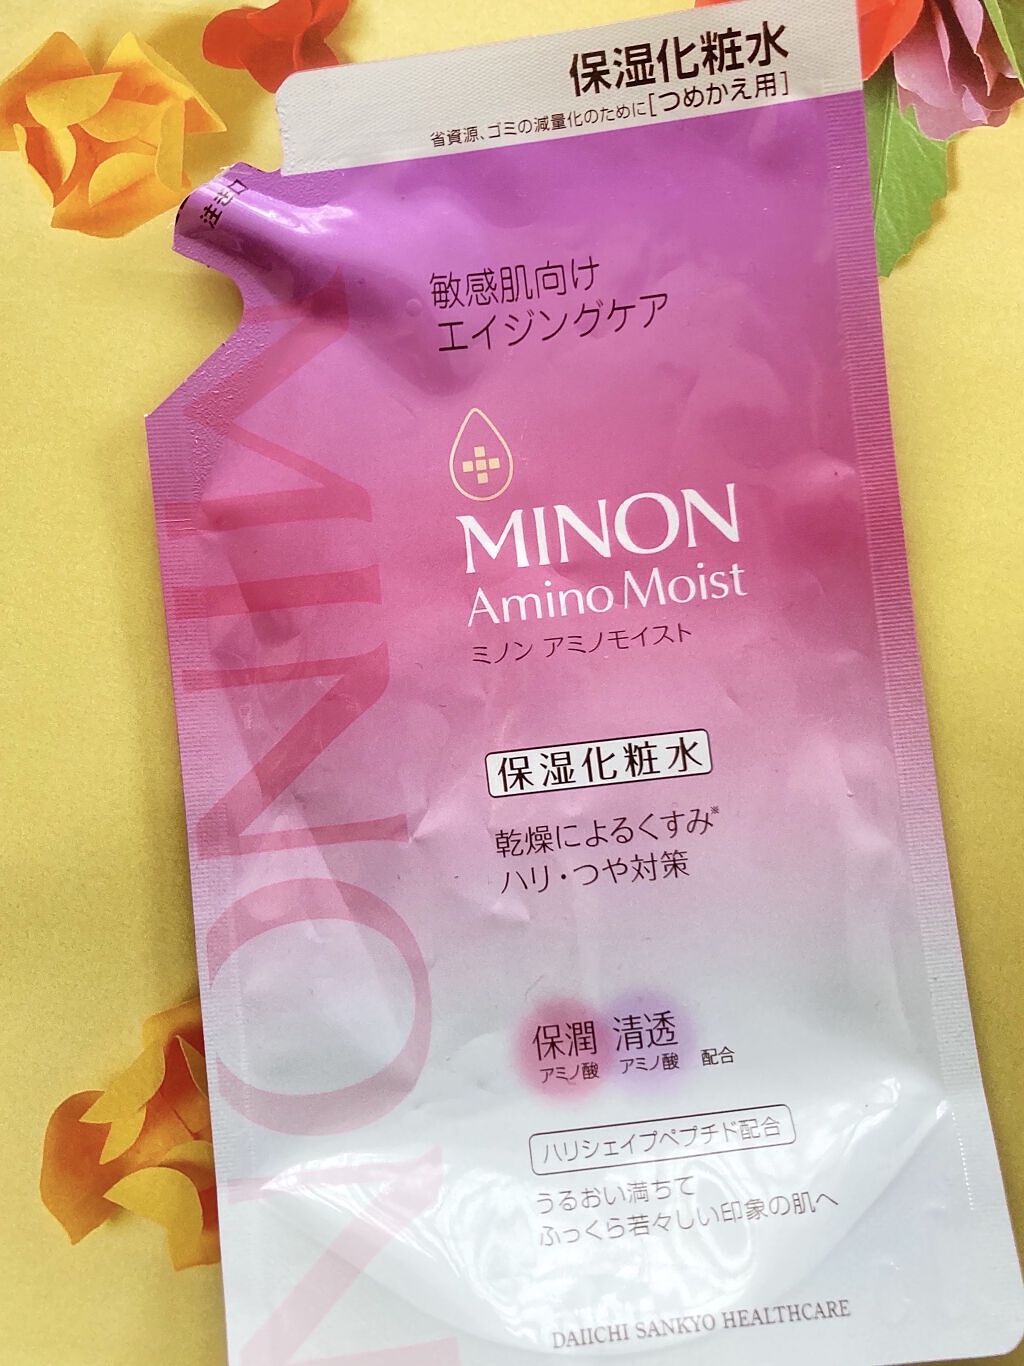 保湿化粧水
省資源、ゴミの減量化のために[つめかえ用]
注ぎ口
敏感肌向け
エイジングケア
MINON
Amino Moist
ミノン アミノモイスト
MINON
保湿化粧水
乾燥によるくすみ※
ハリ・つや対策
保潤 清透
アミノ酸 アミノ酸 配合
ハリシェイプペプチド配合
うるおい満ちて
ふっくら若々しい印象の肌へ
DAIICHI SANKYO HEALTHCARE